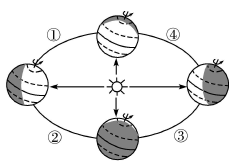 ① ④
② ③